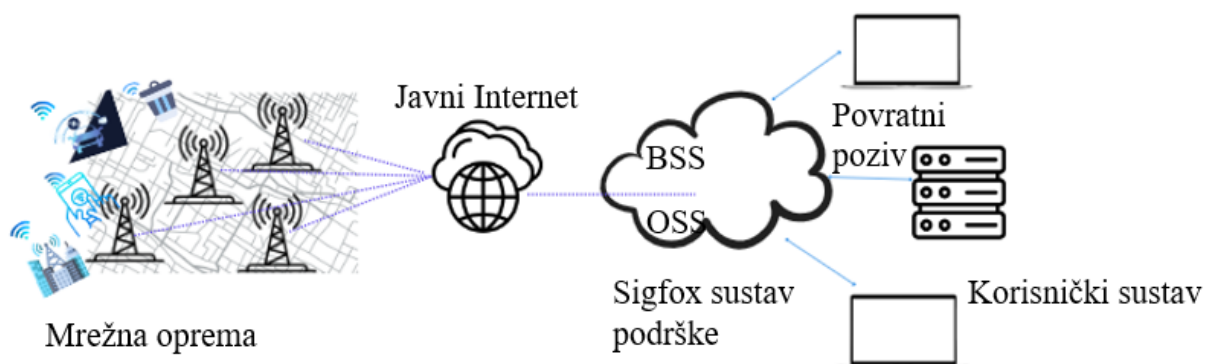 Javni Internet
Povratni
poziv
BSS
OSS
Sigfox sustav
podrške
Korisnički sustav
Mrežna oprema